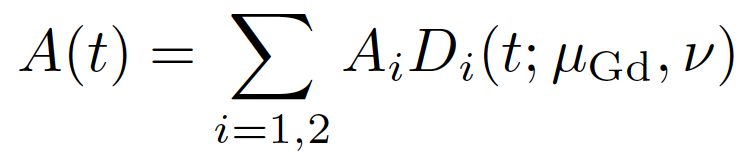 A(t) = ∑_{i=1,2} A_i D_i(t; μ_Gd, ν)